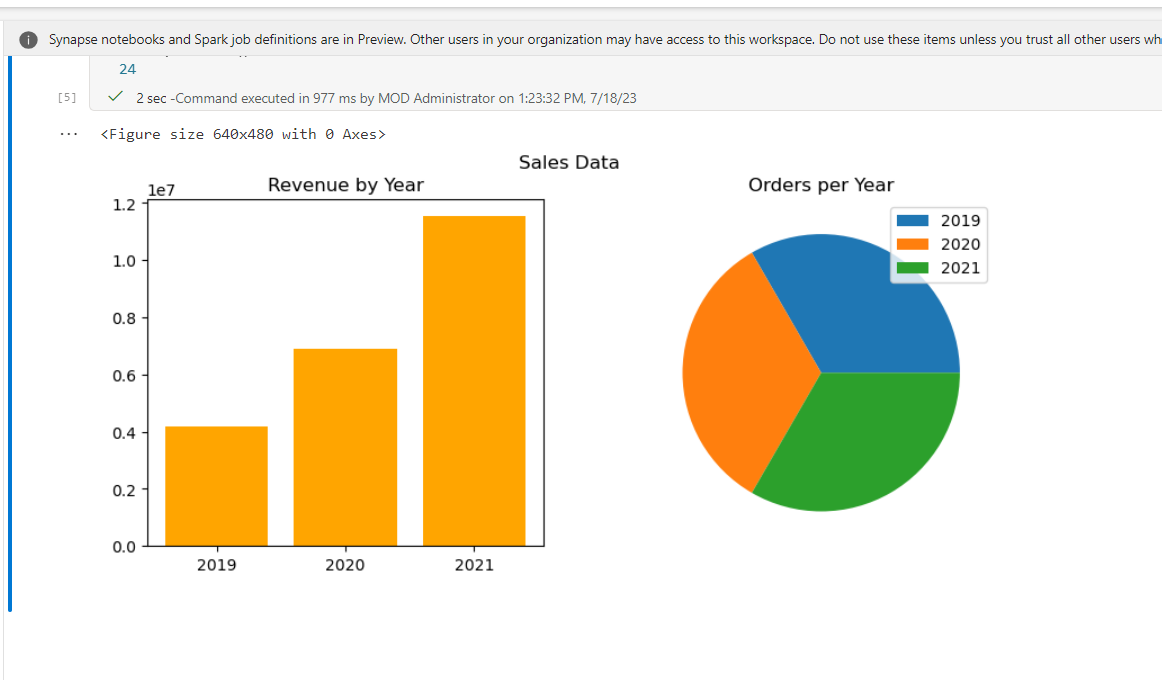 Synapse notebooks and Spark job definitions are in Preview. Other users in your organization may have access to this workspace. Do not use these items unless you trust all other users wh
24
[5]
2 sec -Command executed in 977 ms by MOD Administrator on 1:23:32 PM, 7/18/23
... <Figure size 640x480 with 0 Axes>
Sales Data
Revenue by Year
1e7
1.2
1.0
0.8
0.6
0.4
0.2
0.0
2019 2020 2021
Orders per Year
2019
2020
2021